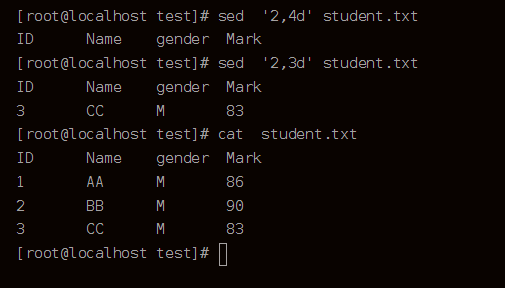 [root@localhost test]# sed  '2,4d' student.txt
ID      Name    gender  Mark
[root@localhost test]# sed  '2,3d' student.txt
ID      Name    gender  Mark
3       CC      M       83
[root@localhost test]# cat  student.txt
ID      Name    gender  Mark
1       AA      M       86
2       BB      M       90
3       CC      M       83
[root@localhost test]#